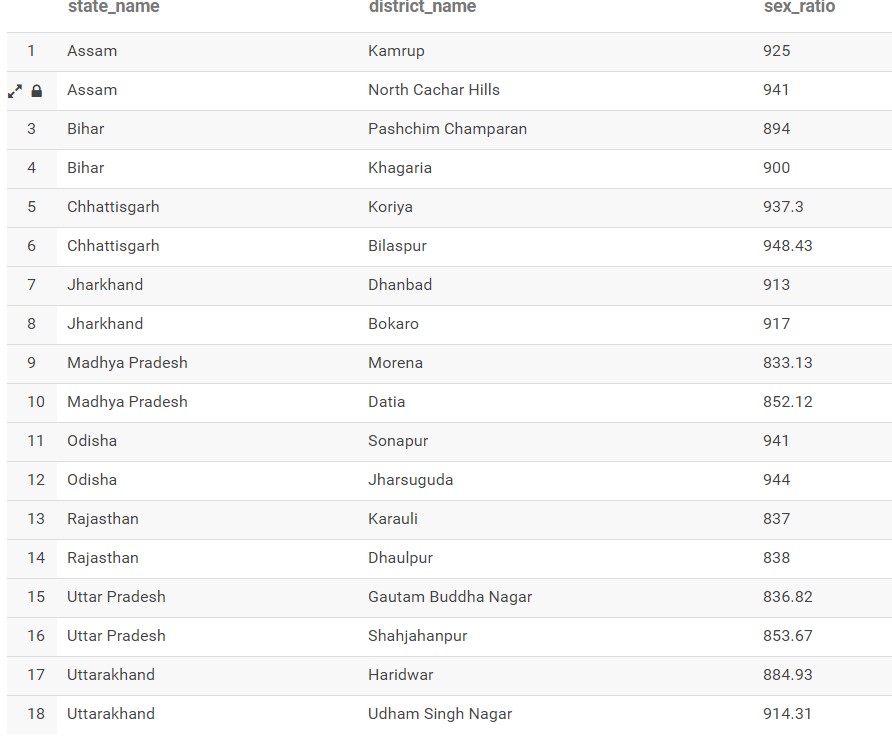 state_name district_name sex_ratio
1 Assam Kamrup 925
Assam North Cachar Hills 941
3 Bihar Pashchim Champaran 894
4 Bihar Khagaria 900
5 Chhattisgarh Koriya 937.3
6 Chhattisgarh Bilaspur 948.43
7 Jharkhand Dhanbad 913
8 Jharkhand Bokaro 917
9 Madhya Pradesh Morena 833.13
10 Madhya Pradesh Datia 852.12
11 Odisha Sonapur 941
12 Odisha Jharsuguda 944
13 Rajasthan Karauli 837
14 Rajasthan Dhaulpur 838
15 Uttar Pradesh Gautam Buddha Nagar 836.82
16 Uttar Pradesh Shahjahanpur 853.67
17 Uttarakhand Haridwar 884.93
18 Uttarakhand Udham Singh Nagar 914.31